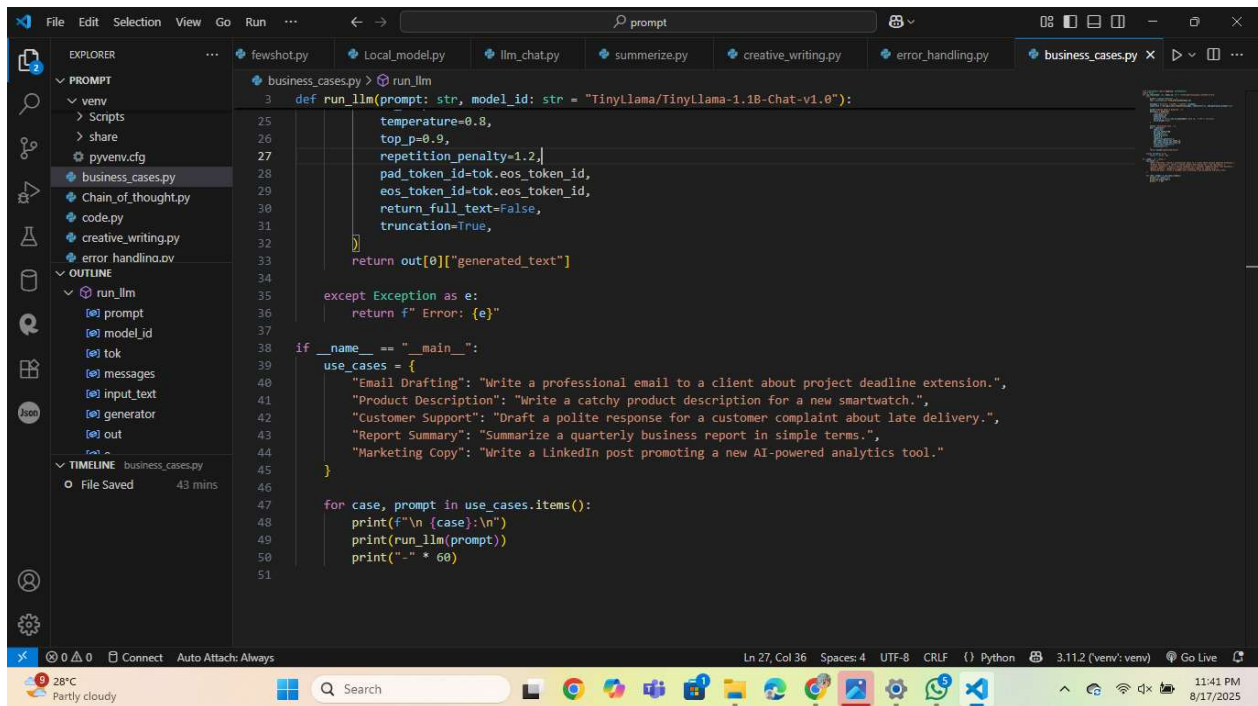 File Edit Selection View Go Run ··· prompt
EXPLORER ···
PROMPT
venv
Scripts
share
pyvenv.cfg
business_cases.py
Chain_of_thought.py
code.py
creative_writing.py
error_handling.py
OUTLINE
run_llm
prompt
model_id
tok
messages
input_text
generator
out
e
TIMELINE business_cases.py
File Saved 43 mins
2
Json
fewshot.py Local_model.py llm_chat.py summerize.py creative_writing.py error_handling.py business_cases.py
business_cases.py > run_llm
3 def run_llm(prompt: str, model_id: str = "TinyLlama/TinyLlama-1.1B-Chat-v1.0"):
25 temperature=0.8,
26 top_p=0.9,
27 repetition_penalty=1.2,
28 pad_token_id=tok.eos_token_id,
29 eos_token_id=tok.eos_token_id,
30 return_full_text=False,
31 truncation=True,
32 )
33 return out[0]["generated_text"]
34
35 except Exception as e:
36 return f" Error: {e}"
37
38 if __name__ == "__main__":
39 use_cases = {
40 "Email Drafting": "Write a professional email to a client about project deadline extension.",
41 "Product Description": "Write a catchy product description for a new smartwatch.",
42 "Customer Support": "Draft a polite response for a customer complaint about late delivery.",
43 "Report Summary": "Summarize a quarterly business report in simple terms.",
44 "Marketing Copy": "Write a LinkedIn post promoting a new AI-powered analytics tool."
45 }
46
47 for case, prompt in use_cases.items():
48 print(f"\n {case}:\n")
49 print(run_llm(prompt))
50 print("-" * 60)
51
0 0 Connect Auto Attach: Always Ln 27, Col 36 Spaces: 4 UTF-8 CRLF {} Python 3.11.2 ('venv': venv) Go Live
9 28°C
Partly cloudy
Search
1
9
11:41 PM
8/17/2025